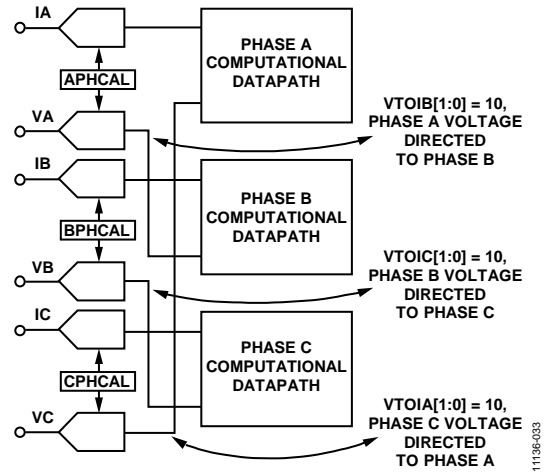 IA
PHASE A
COMPUTATIONAL
DATAPATH
APHCAL
VA
VTOIB[1:0] = 10,
PHASE A VOLTAGE
DIRECTED
TO PHASE B
IB
PHASE B
COMPUTATIONAL
DATAPATH
BPHCAL
VB
VTOIC[1:0] = 10,
PHASE B VOLTAGE
DIRECTED
TO PHASE C
IC
PHASE C
COMPUTATIONAL
DATAPATH
CPHCAL
VC
VTOIA[1:0] = 10,
PHASE C VOLTAGE
DIRECTED
TO PHASE A
11136-033